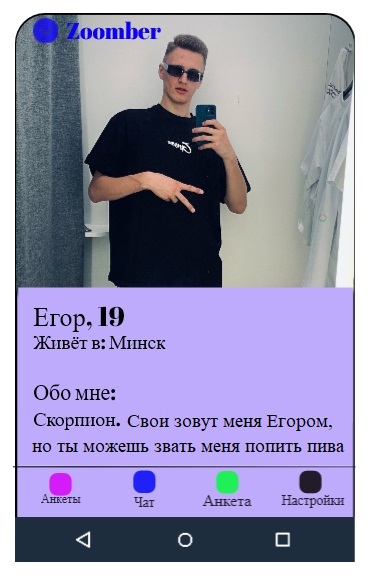 Zoomber
Егор, 19
Живёт в: Минск
Обо мне:
Скорпион. Свои зовут меня Егором,
но ты можешь звать меня попить пива
Анкеты
Чат
Анкета
Настройки